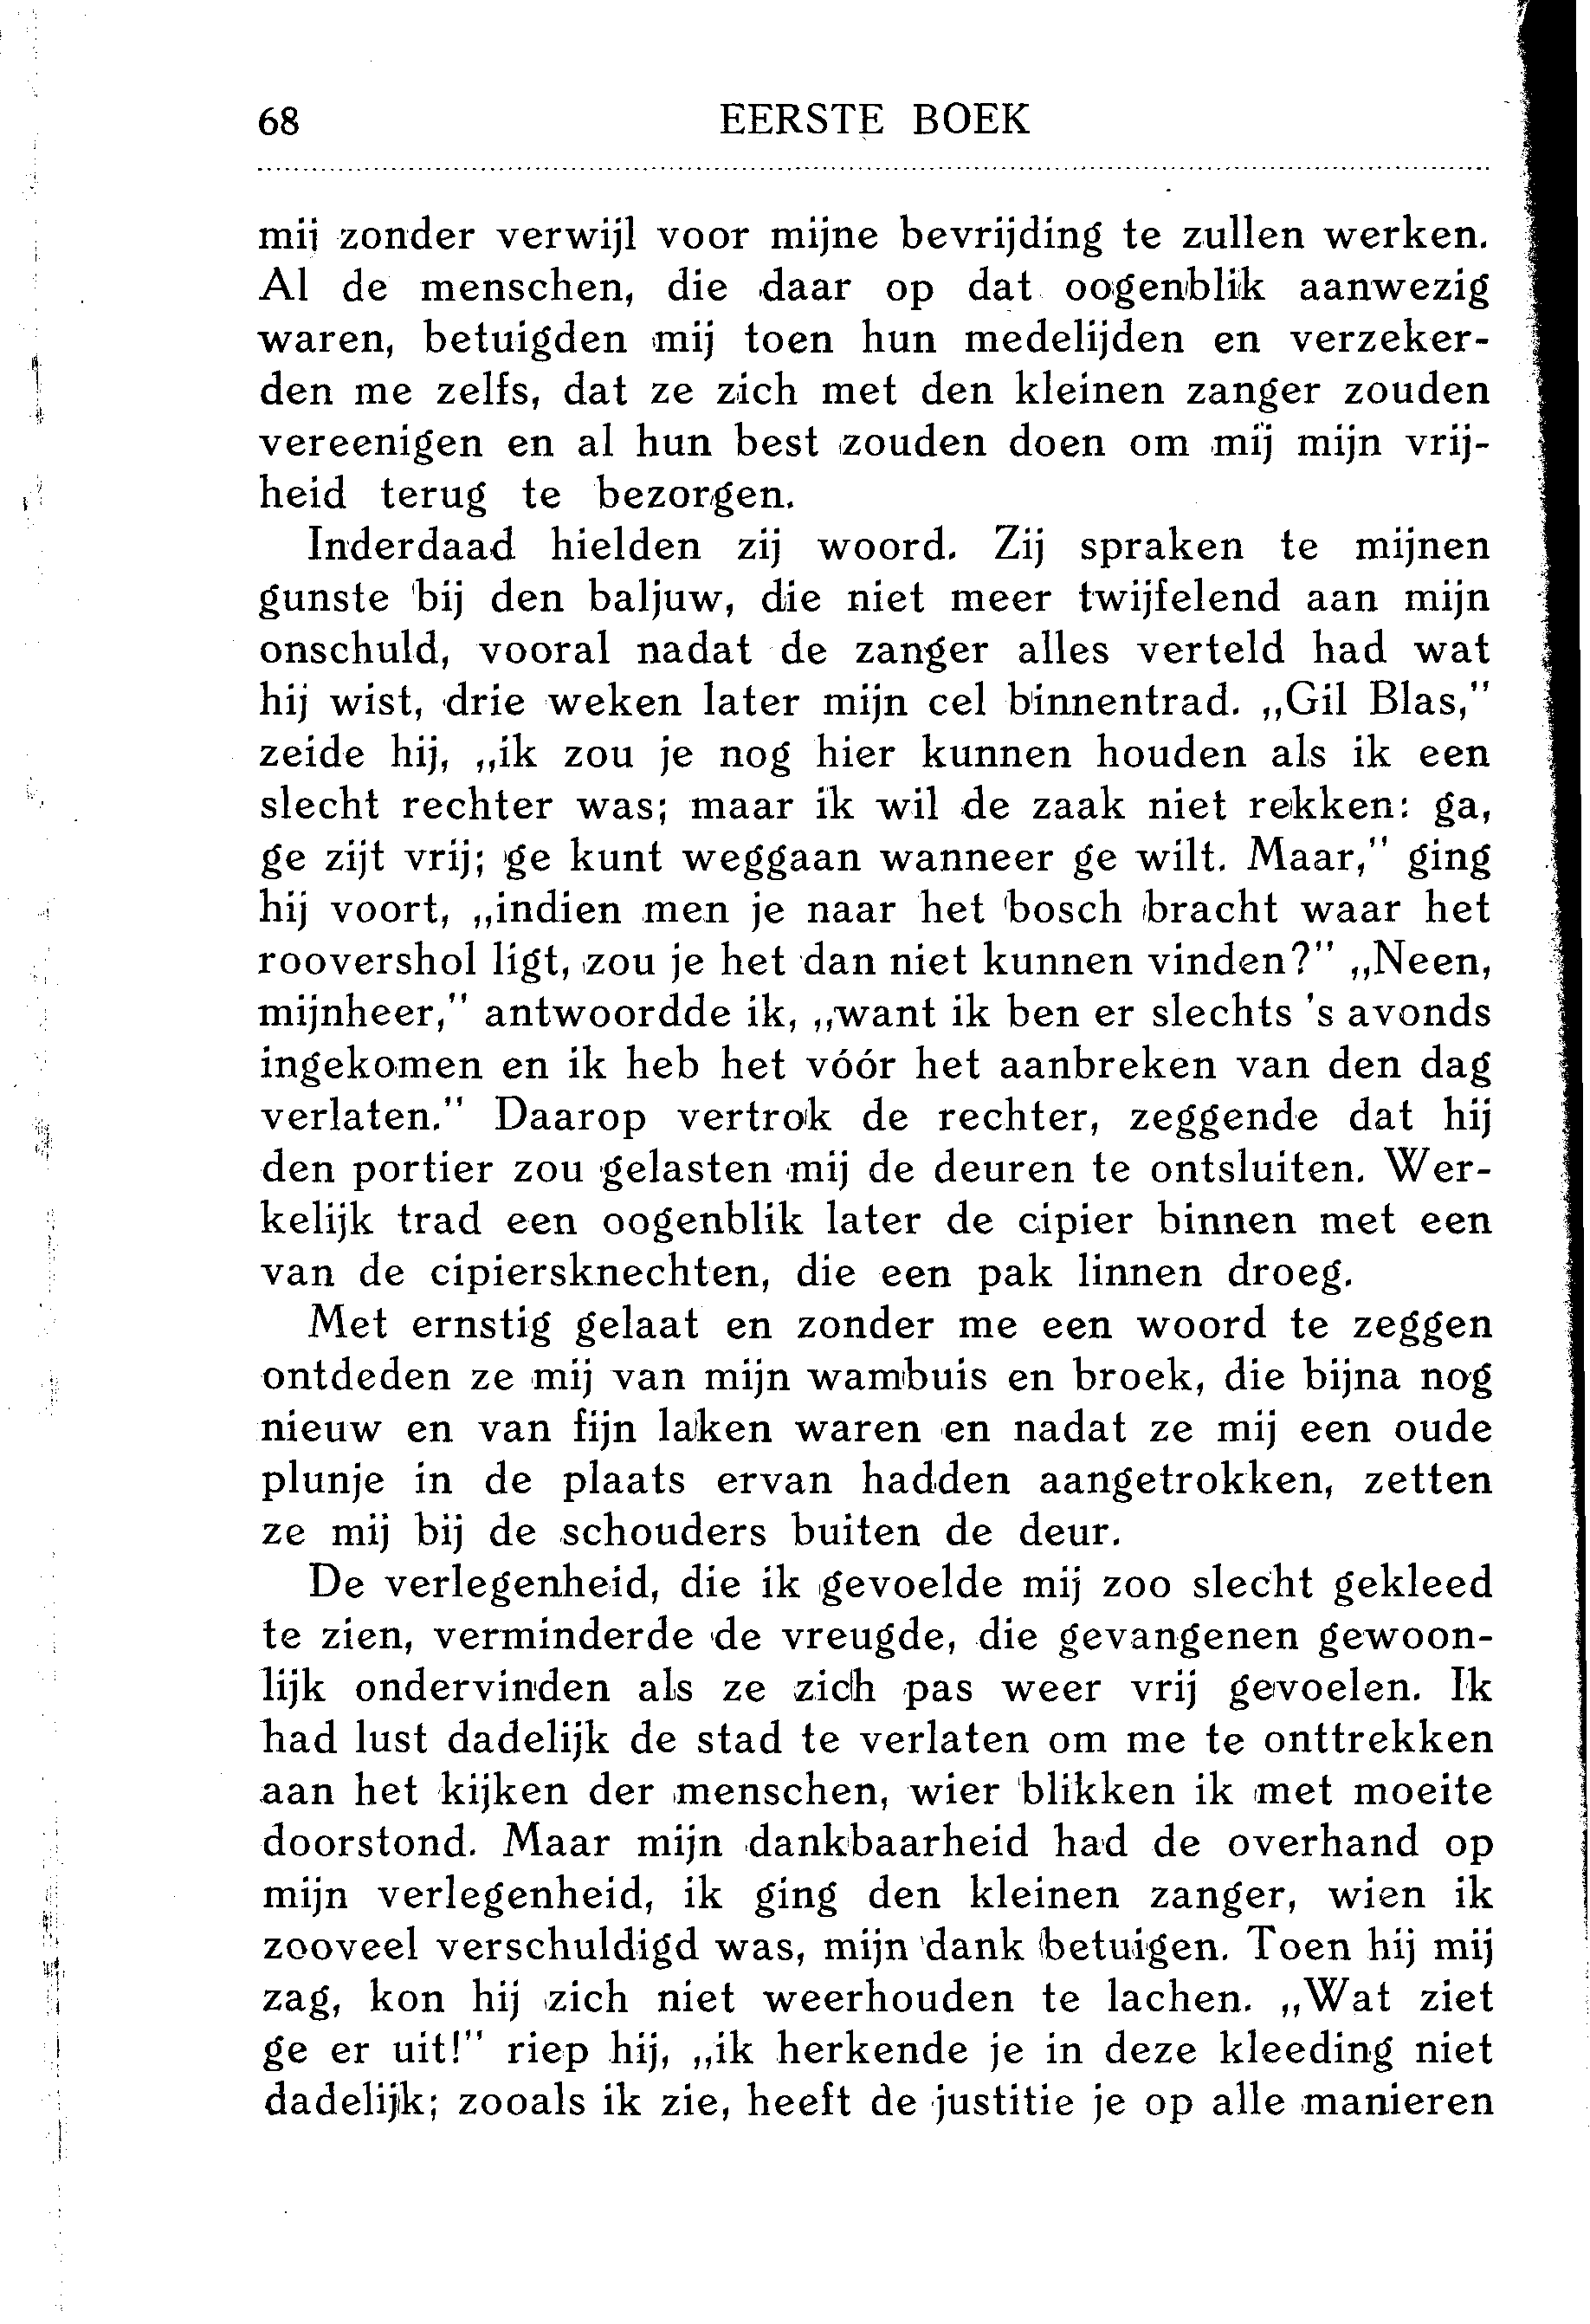 68 EERSTE BOEK
mij zonder verwijl voor mijne bevrijding te zullen werken.
Al de menschen, die daar op dat oogenblik aanwezig
waren, betuigden mij toen hun medelijden en verzeker-
den me zelfs, dat ze zich met den kleinen zanger zouden
vereenigen en al hun best zouden doen om mij mijn vrij-
heid terug te bezorgen.
Inderdaad hielden zij woord. Zij spraken te mijnen
gunste bij den baljuw, die niet meer twijfelend aan mijn
onschuld, vooral nadat de zanger alles verteld had wat
hij wist, drie weken later mijn cel binnentrad. „Gil Blas,"
zeide hij, „ik zou je nog hier kunnen houden als ik een
slecht rechter was; maar ik wil de zaak niet rekken: ga,
ge zijt vrij; ge kunt weggaan wanneer ge wilt. Maar," ging
hij voort, „indien men je naar het bosch bracht waar het
roovershol ligt, zou je het dan niet kunnen vinden?" „Neen,
mijnheer," antwoordde ik, „want ik ben er slechts 's avonds
ingekomen en ik heb het vóór het aanbreken van den dag
verlaten." Daarop vertrok de rechter, zeggende dat hij
den portier zou gelasten mij de deuren te ontsluiten. Wer-
kelijk trad een oogenblik later de cipier binnen met een
van de cipiersknechten, die een pak linnen droeg.
Met ernstig gelaat en zonder me een woord te zeggen
ontdeden ze mij van mijn wambuis en broek, die bijna nog
nieuw en van fijn laken waren en nadat ze mij een oude
plunje in de plaats ervan hadden aangetrokken, zetten
ze mij bij de schouders buiten de deur.
De verlegenheid, die ik gevoelde mij zoo slecht gekleed
te zien, verminderde de vreugde, die gevangenen gewoon-
lijk ondervinden als ze zich pas weer vrij gevoelen. Ik
had lust dadelijk de stad te verlaten om me te onttrekken
aan het kijken der menschen, wier blikken ik met moeite
doorstond. Maar mijn dankbaarheid had de overhand op
mijn verlegenheid, ik ging den kleinen zanger, wien ik
zooveel verschuldigd was, mijn dank betuigen. Toen hij mij
zag, kon hij zich niet weerhouden te lachen. „Wat ziet
ge er uit!" riep hij, „ik herkende je in deze kleeding niet
dadelijk; zooals ik zie, heeft de justitie je op alle manieren